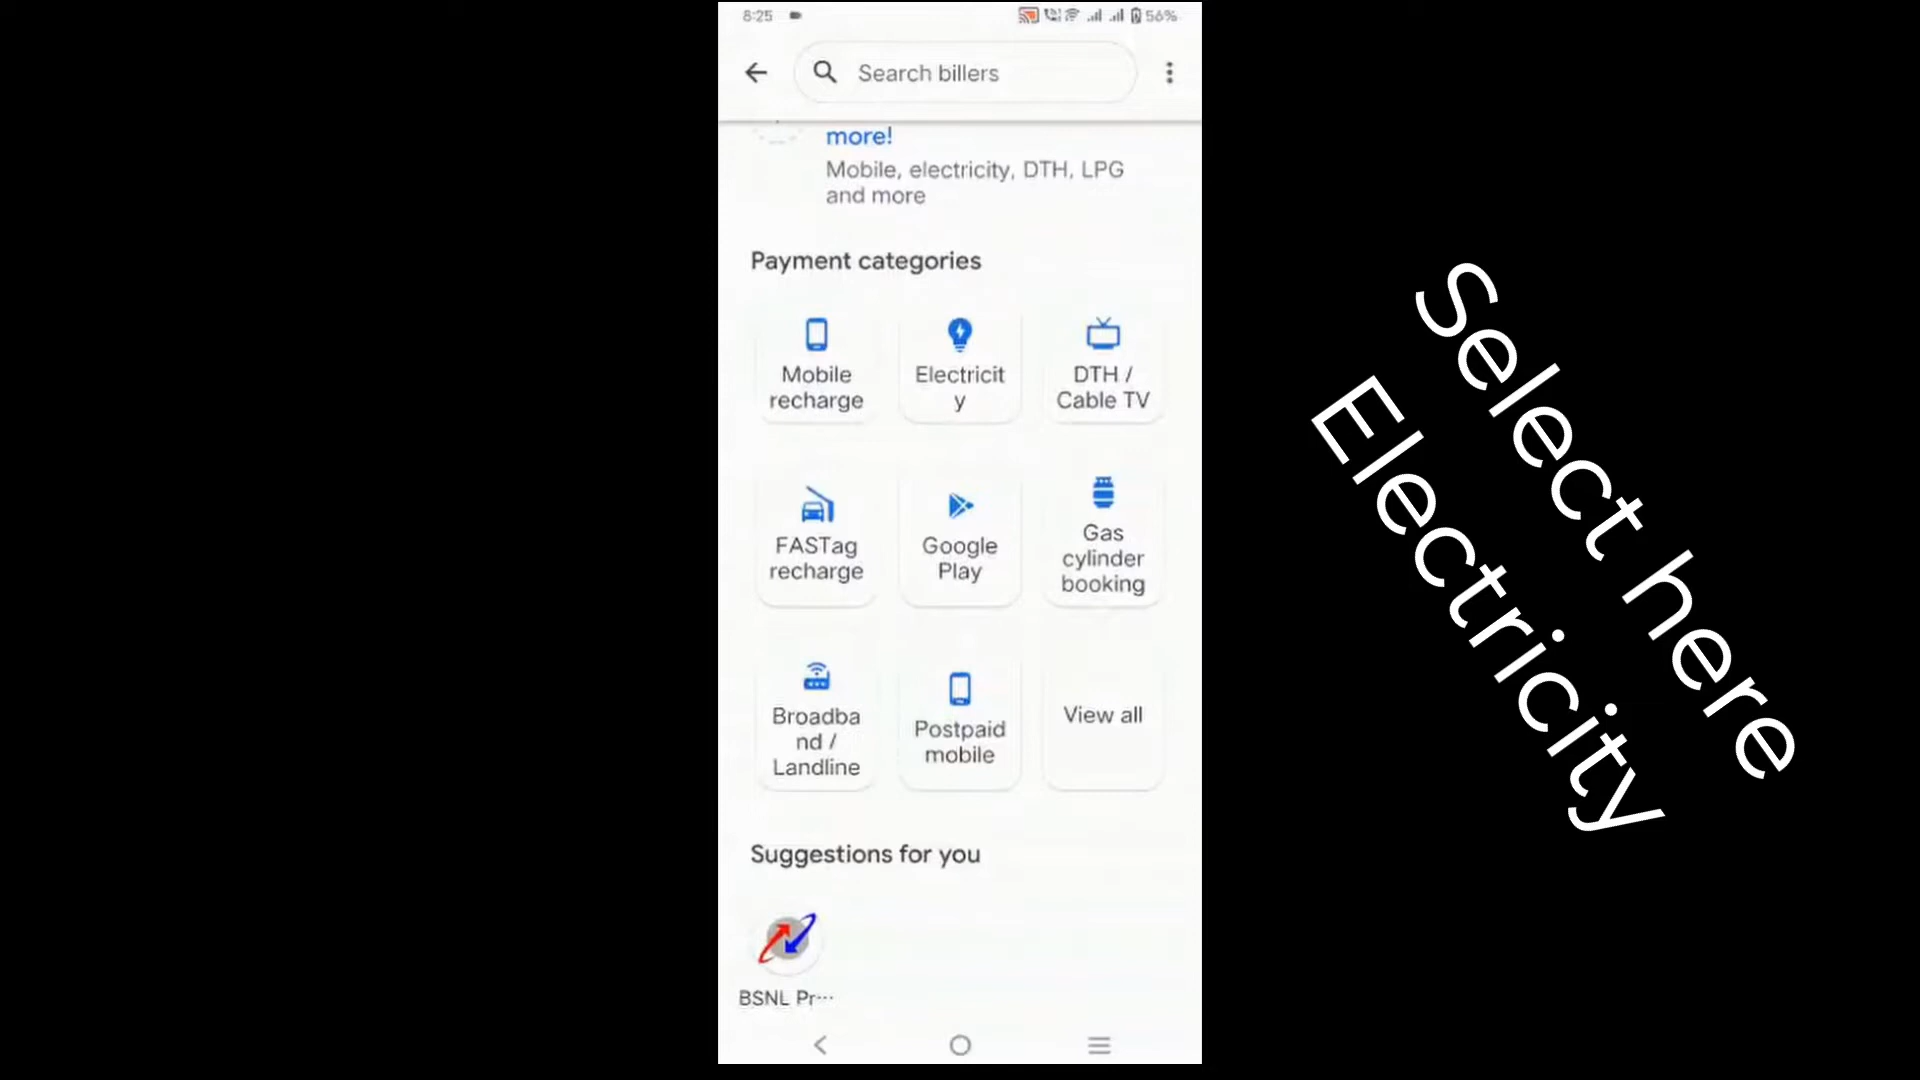 8:25
56%
Search billers
more!
Mobile, electricity, DTH, LPG
and more
Payment categories
Mobile
recharge
Electricit
y
DTH /
Cable TV
FASTag
recharge
Google
Play
Gas
cylinder
booking
Broadba
nd /
Landline
Postpaid
mobile
View all
Suggestions for you
BSNL Pr...
Select here
Electricity